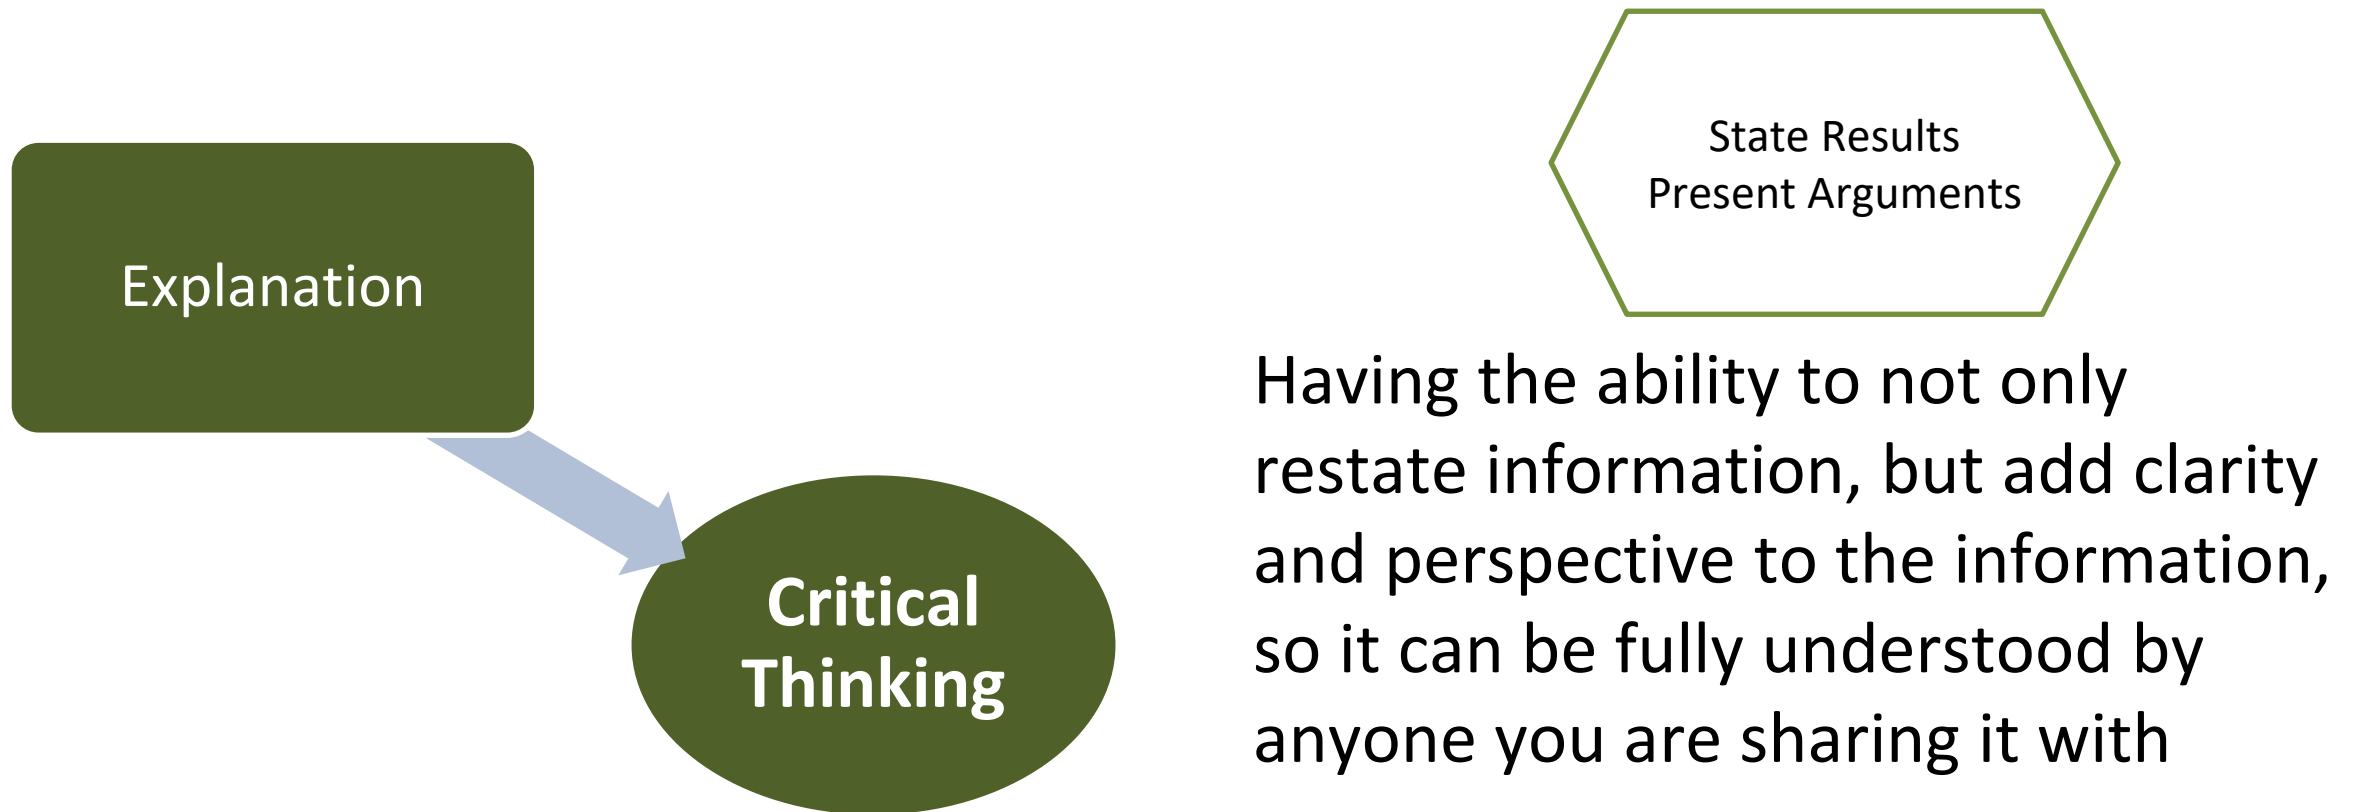 Explanation
Critical
Thinking
State Results
Present Arguments
Having the ability to not only
restate information, but add clarity
and perspective to the information,
so it can be fully understood by
anyone you are sharing it with